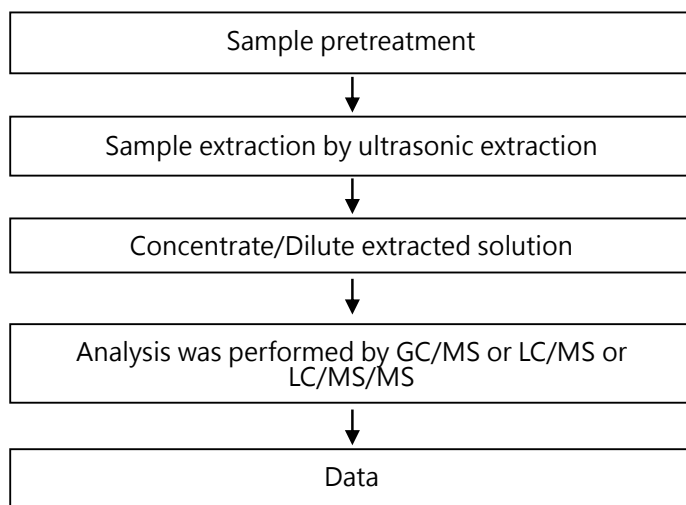 Sample pretreatment
Sample extraction by ultrasonic extraction
Concentrate/Dilute extracted solution
Analysis was performed by GC/MS or LC/MS or
LC/MS/MS
Data